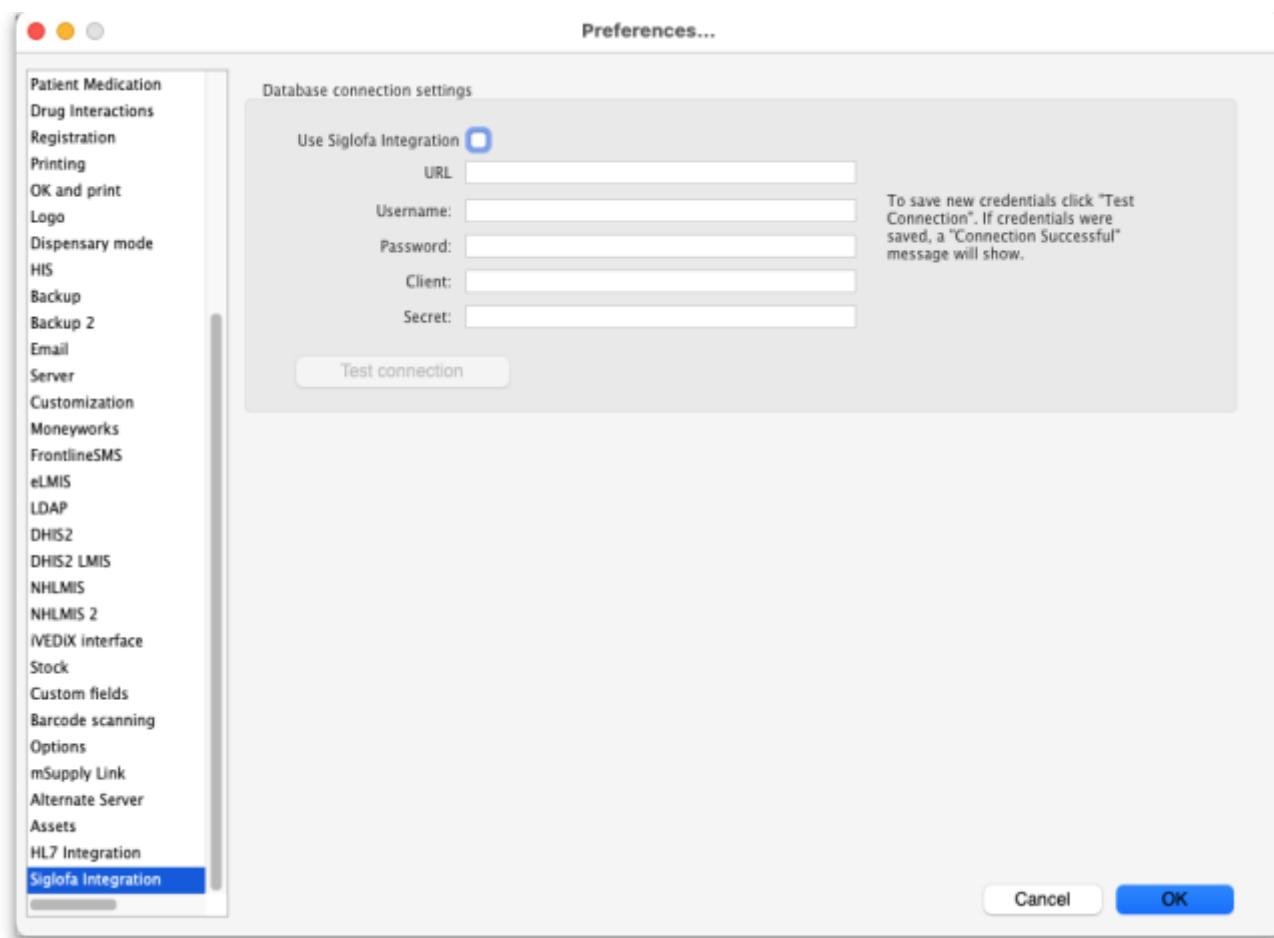 Preferences...
Patient Medication
Drug Interactions
Registration
Printing
OK and print
Logo
Dispensary mode
HIS
Backup
Backup 2
Email
Server
Customization
Moneyworks
FrontlineSMS
eLMIS
LDAP
DHIS2
DHIS2 LMIS
NHLMIS
NHLMIS 2
iVEDiX interface
Stock
Custom fields
Barcode scanning
Options
mSupply Link
Alternate Server
Assets
HL7 Integration
Siglofa Integration
Database connection settings
Use Siglofa Integration
URL
Username:
Password:
Client:
Secret:
To save new credentials click "Test
Connection". If credentials were
saved, a "Connection Successful"
message will show.
Test connection
Cancel
OK